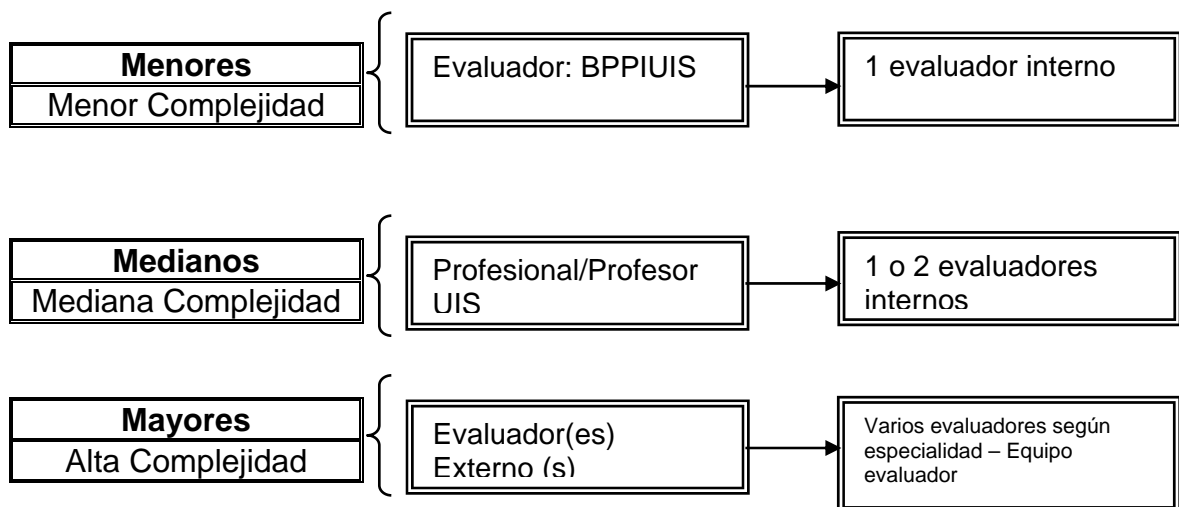 Menores
Menor Complejidad
Evaluador: BPPIUIS
1 evaluador interno
Medianos
Mediana Complejidad
Profesional/Profesor
UIS
1 o 2 evaluadores
internos
Mayores
Alta Complejidad
Evaluador(es)
Externo (s)
Varios evaluadores según
especialidad – Equipo
evaluador